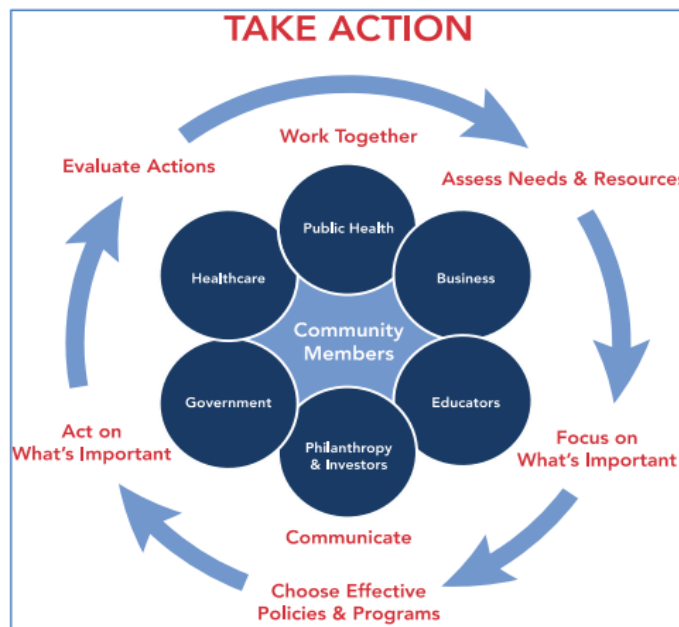 TAKE ACTION
Work Together
Evaluate Actions
Assess Needs & Resources
Public Health
Healthcare
Business
Community
Members
Government
Educators
Act on
What's Important
Focus on
What's Important
Philanthropy
& Investors
Communicate
Choose Effective
Policies & Programs